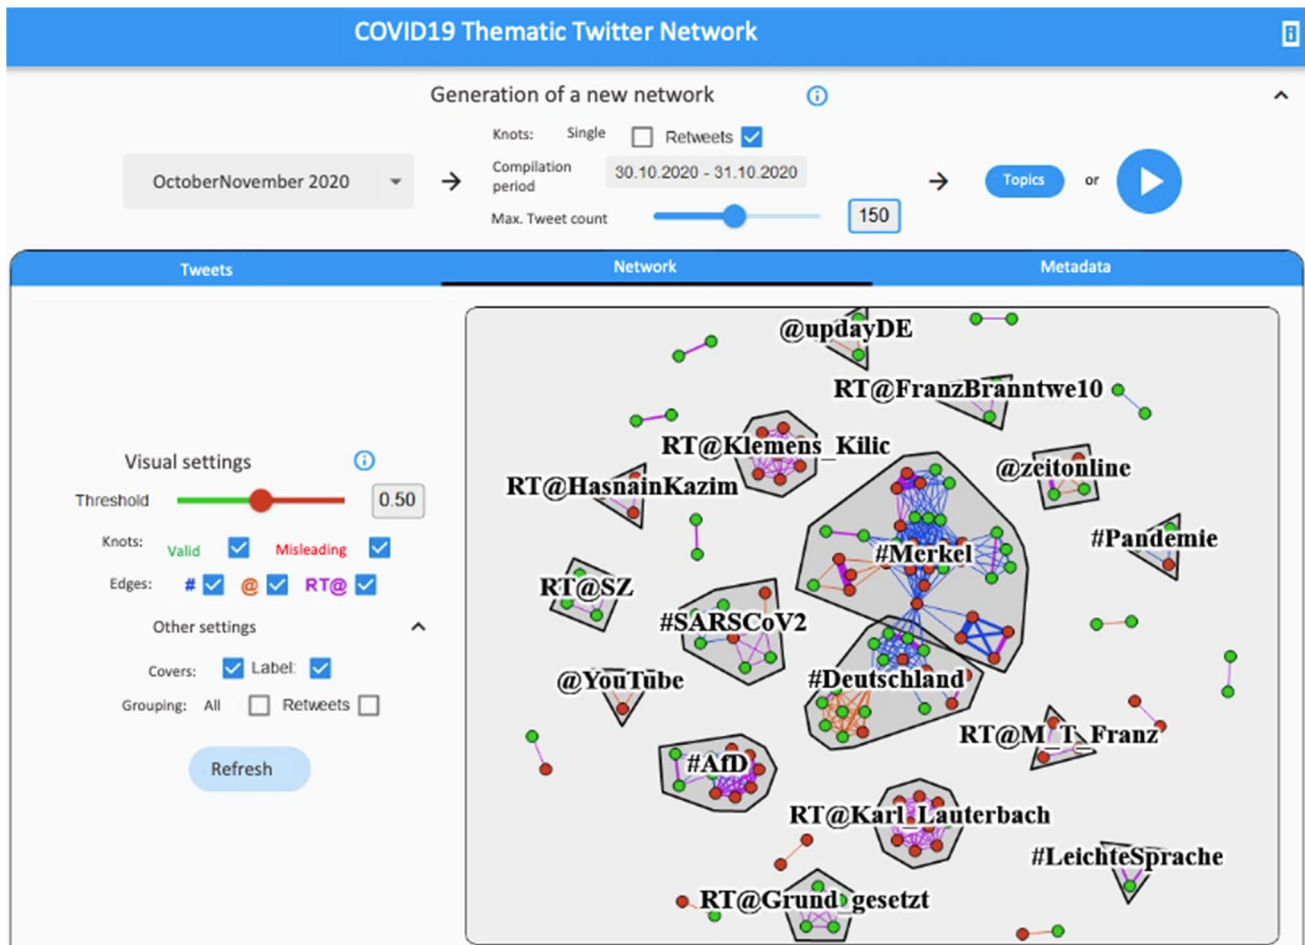 COVID19 Thematic Twitter Network
Generation of a new network
Knots: Single Retweets
OctoberNovember 2020
Compilation period
30.10.2020 - 31.10.2020
Max. Tweet count
150
Topics or
Tweets Network Metadada
Visual settings
Threshold 0.50
Knots: Valid Misleading
Edges: # @ RT@
Other settings
Covers: Label:
Grouping: All Retweets
Refresh
@updayDE
RT@FranzBranntwe10
RT@Klemens_Kilic
@zeitonline
RT@HasnainKazim
#Pandemie
#Merkel
RT@SZ
#SARSCoV2
@YouTube
#Deutschland
RT@M_T_Franz
#AfD
RT@Karl_Lauterbach
#LeichteSprache
RT@Grund_gesetzt